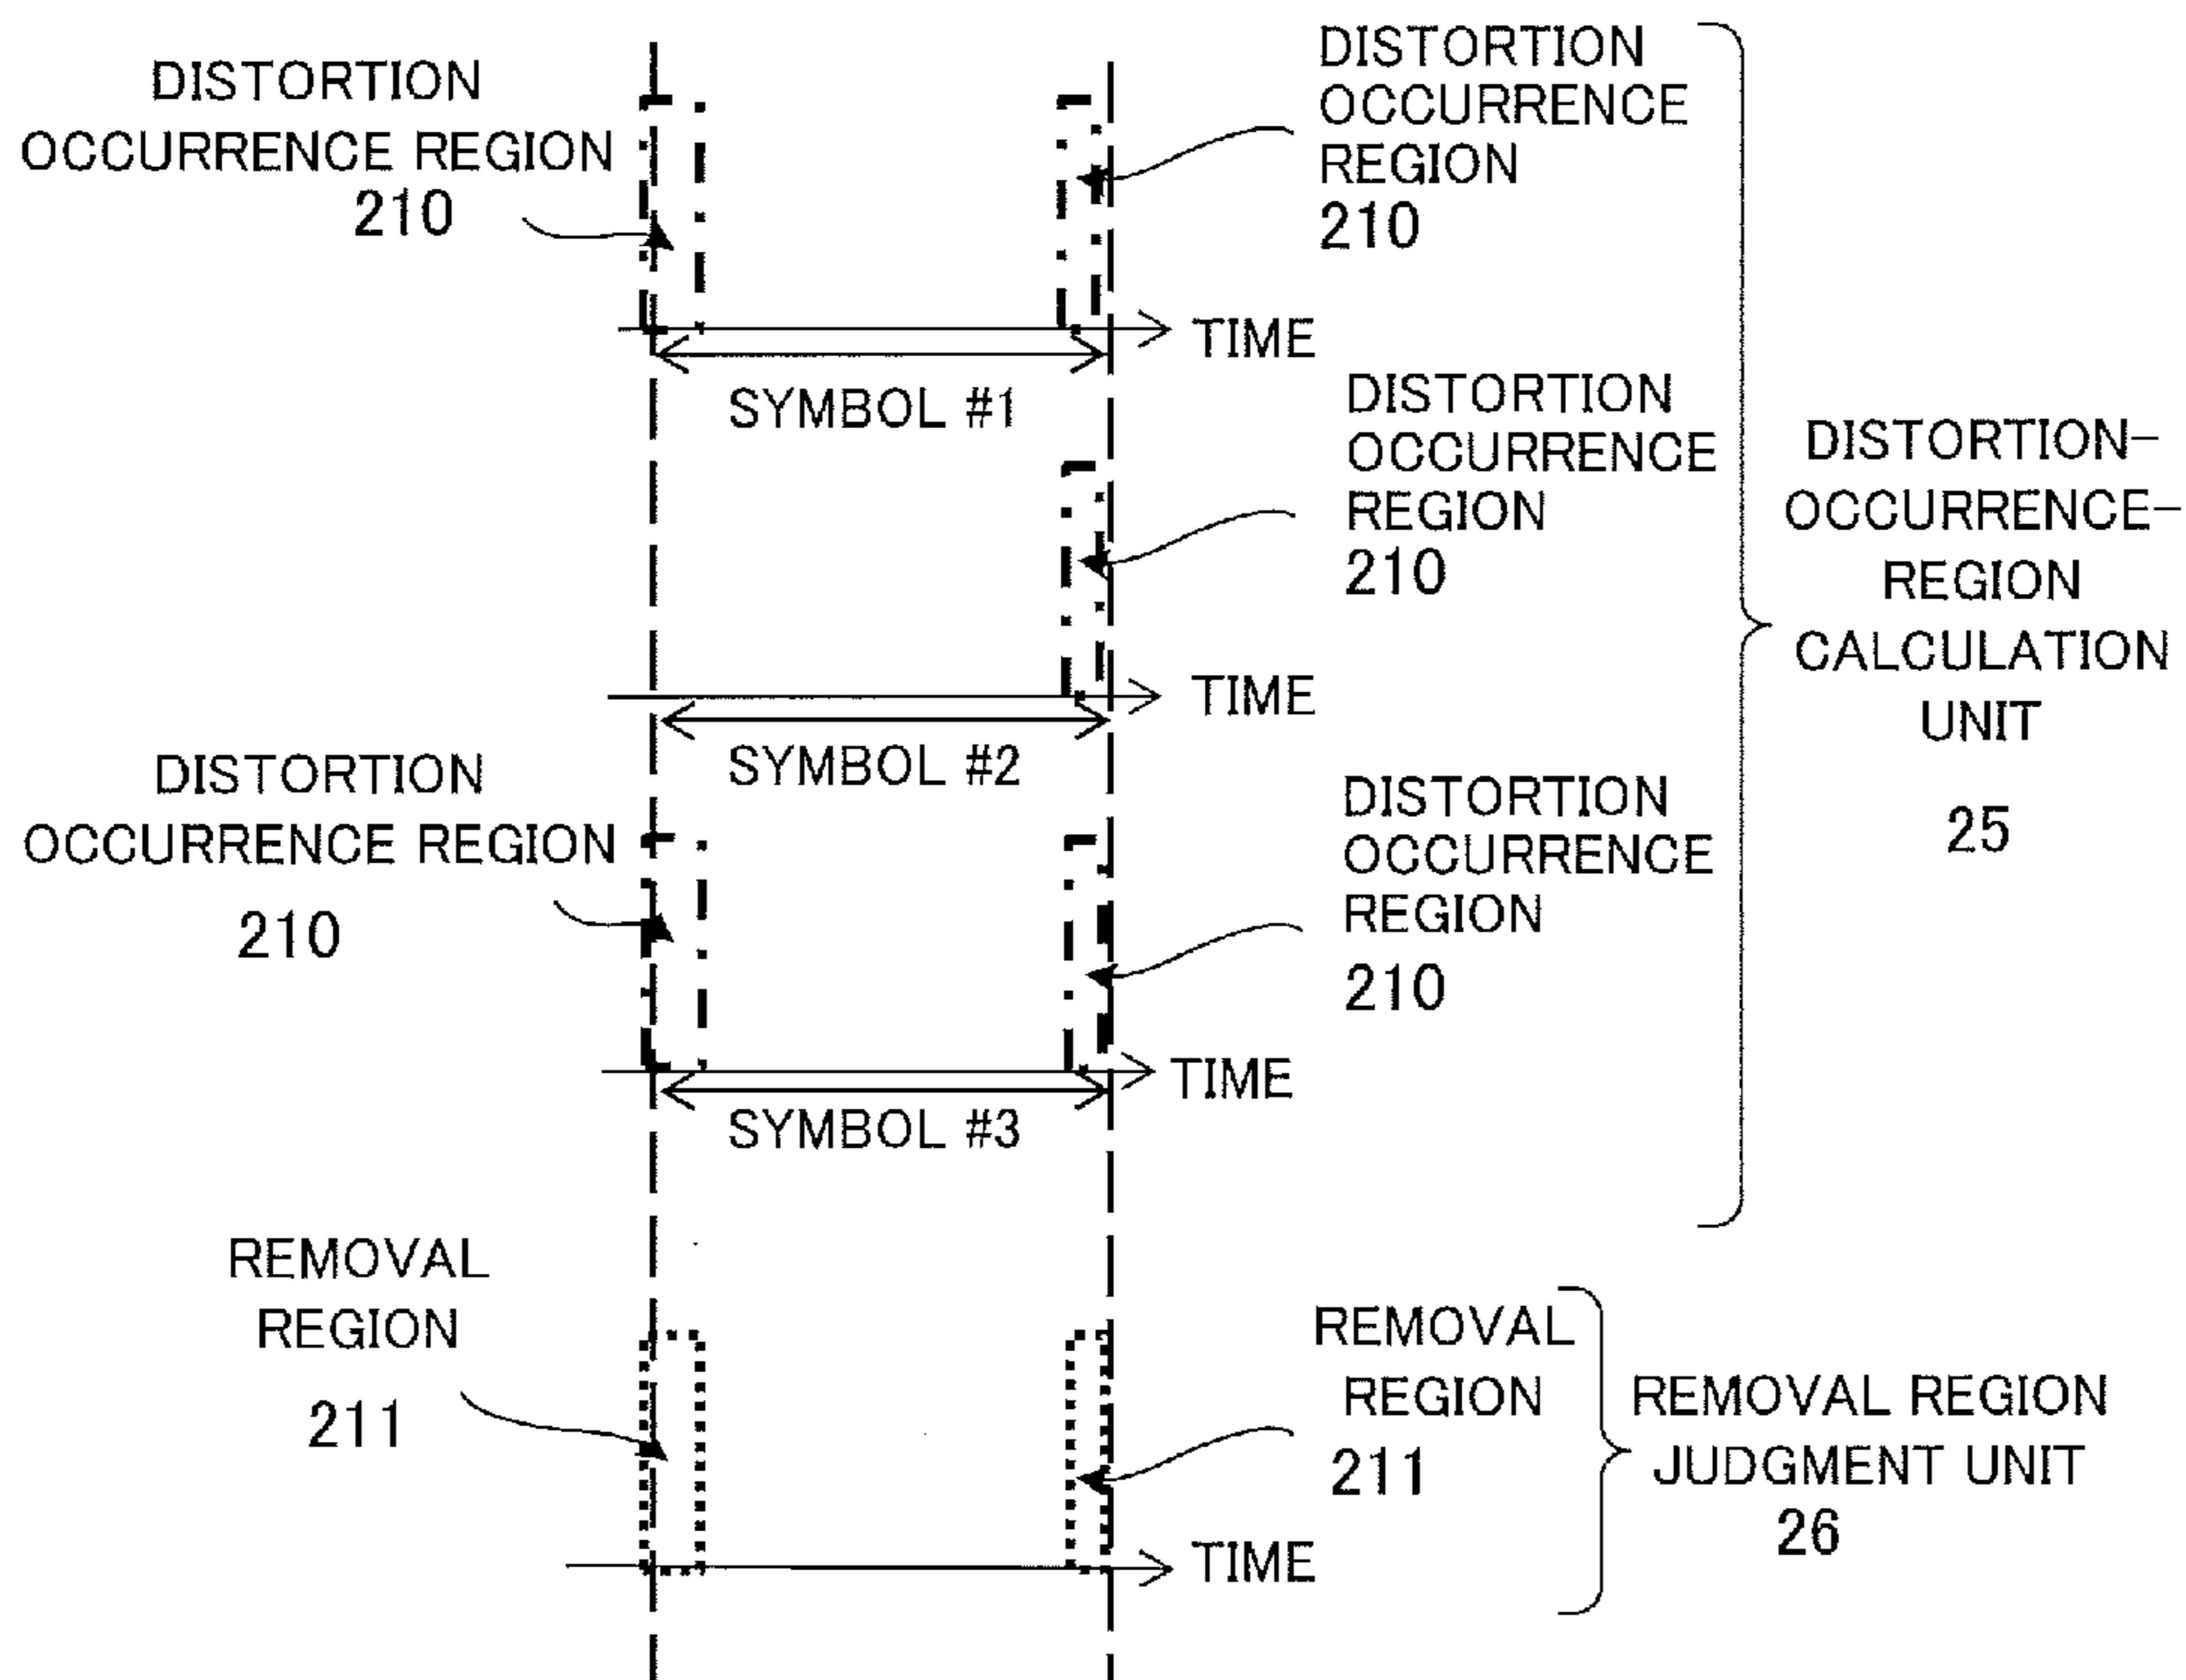 DISTORTION
OCCURRENCE REGION
210
DISTORTION
OCCURRENCE
REGION
210
TIME
SYMBOL #1
DISTORTION
OCCURRENCE
REGION
210
TIME
SYMBOL #2
DISTORTION-
OCCURRENCE-
REGION
CALCULATION
UNIT
25
DISTORTION
OCCURRENCE REGION
210
DISTORTION
OCCURRENCE
REGION
210
TIME
SYMBOL #3
REMOVAL
REGION
211
REMOVAL
REGION
211
REMOVAL REGION
JUDGMENT UNIT
26
TIME